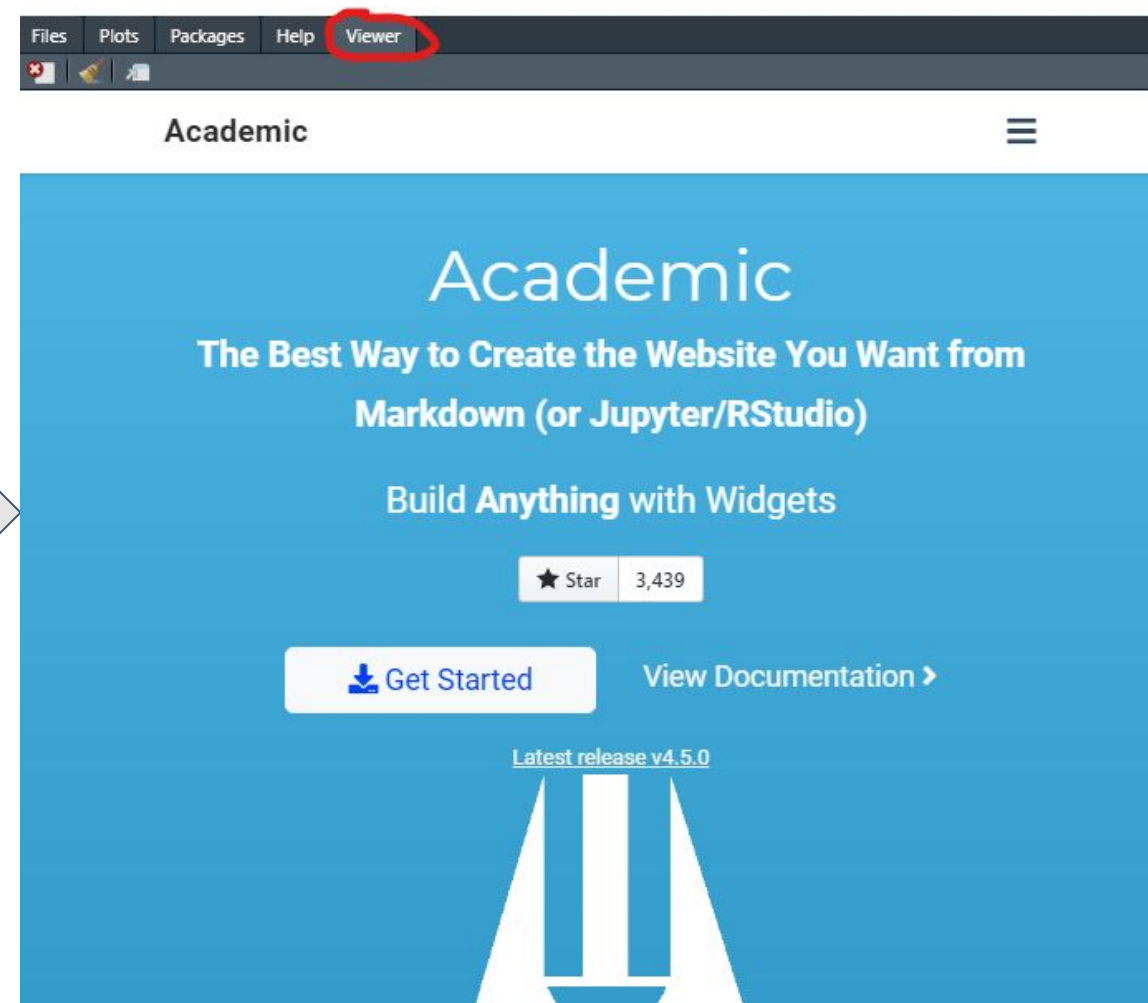 Files Plots Packages Help Viewer
Academic
Academic
The Best Way to Create the Website You Want from
Markdown (or Jupyter/RStudio)
Build Anything with Widgets
Star 3,439
Get Started View Documentation
Latest release v4.5.0